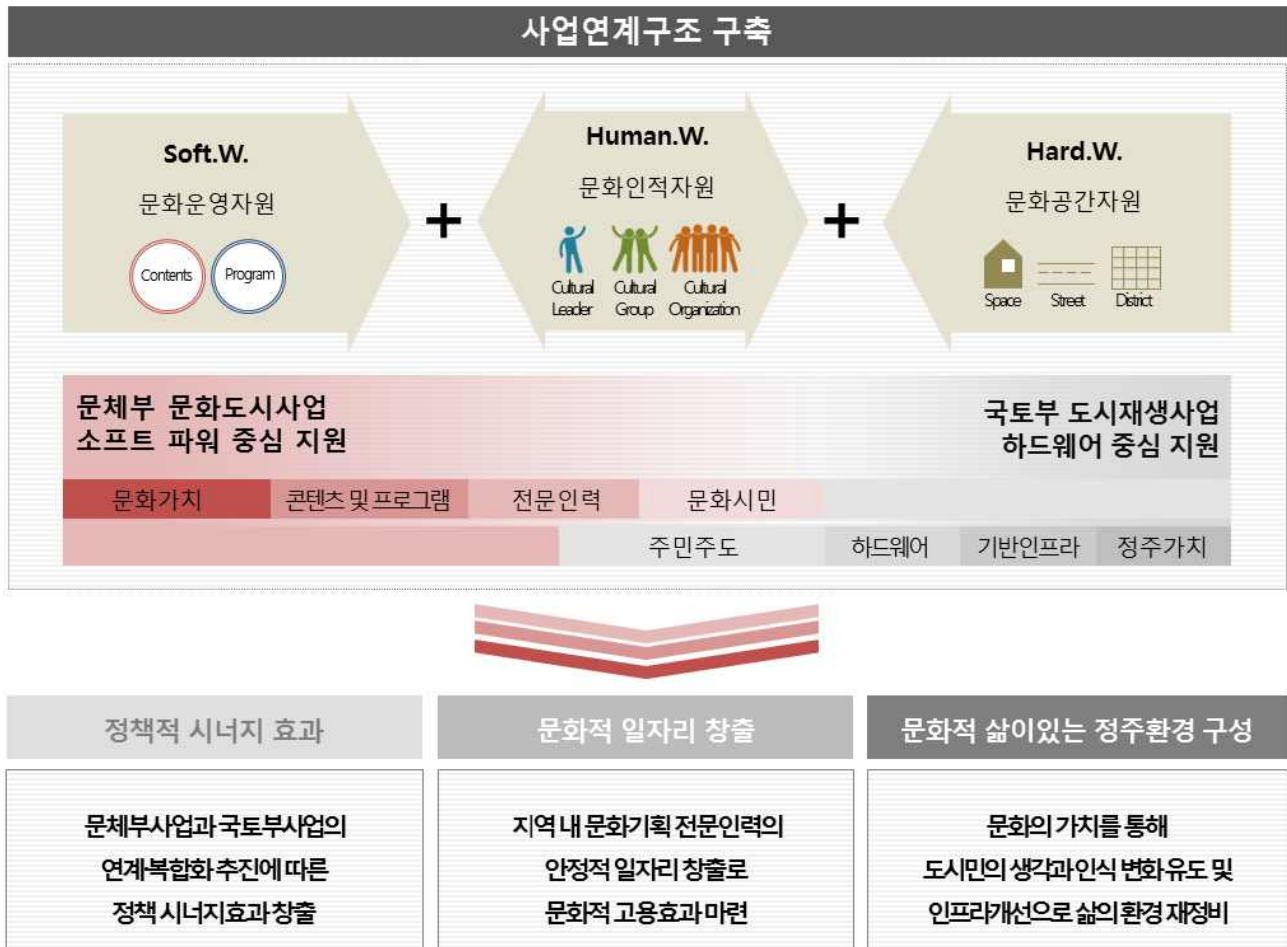 사업연계구조 구축
Soft.W.
문화운영자원
Contents
Program
+
Human.W.
문화인적자원
Cultural
Leader
Cultural
Group
Cultural
Organization
+
Hard.W.
문화공간자원
Space
Street
District
문체부 문화도시사업
소프트 파워 중심 지원
국토부 도시재생사업
하드웨어 중심 지원
문화가치
콘텐츠 및 프로그램
전문인력
문화시민
주민주도
하드웨어
기반인프라
정주가치
정책적 시너지 효과
문체부사업과 국토부사업의
연계·복합화 추진에 따른
정책 시너지효과 창출
문화적 일자리 창출
지역 내 문화기획 전문인력의
안정적 일자리 창출로
문화적 고용효과 마련
문화적 삶이있는 정주환경 구성
문화의 가치를 통해
도시민의 생각과 인식 변화 유도 및
인프라개선으로 삶의 환경 재정비